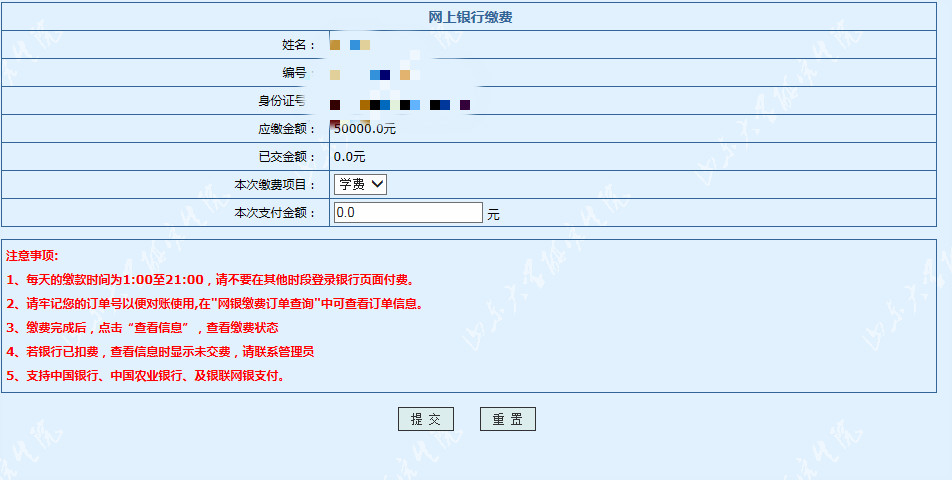 网上银行缴费
姓名：
编号
身份证号
应缴金额： 50000.0元
已交金额： 0.0元
本次缴费项目： 学费
本次支付金额： 0.0 元
注意事项:
1、每天的缴款时间为1:00至21:00，请不要在其他时段登录银行页面付费。
2、请牢记您的订单号以便对账使用,在"网银缴费订单查询"中可查看订单信息。
3、缴费完成后，点击“查看信息”，查看缴费状态
4、若银行已扣费，查看信息时显示未交费，请联系管理员
5、支持中国银行、中国农业银行、及银联网银支付。
提 交 重 置